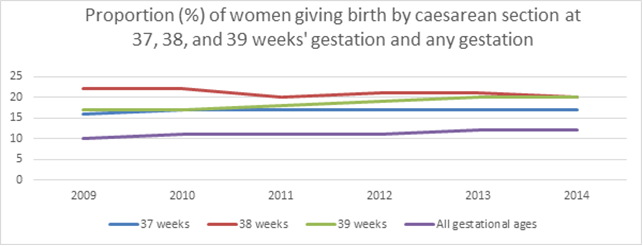 Proportion (%) of women giving birth by caesarean section at
37, 38, and 39 weeks' gestation and any gestation
25
20
15
10
5
0
2009 2010 2011 2012 2013 2014
37 weeks 38 weeks 39 weeks All gestational ages